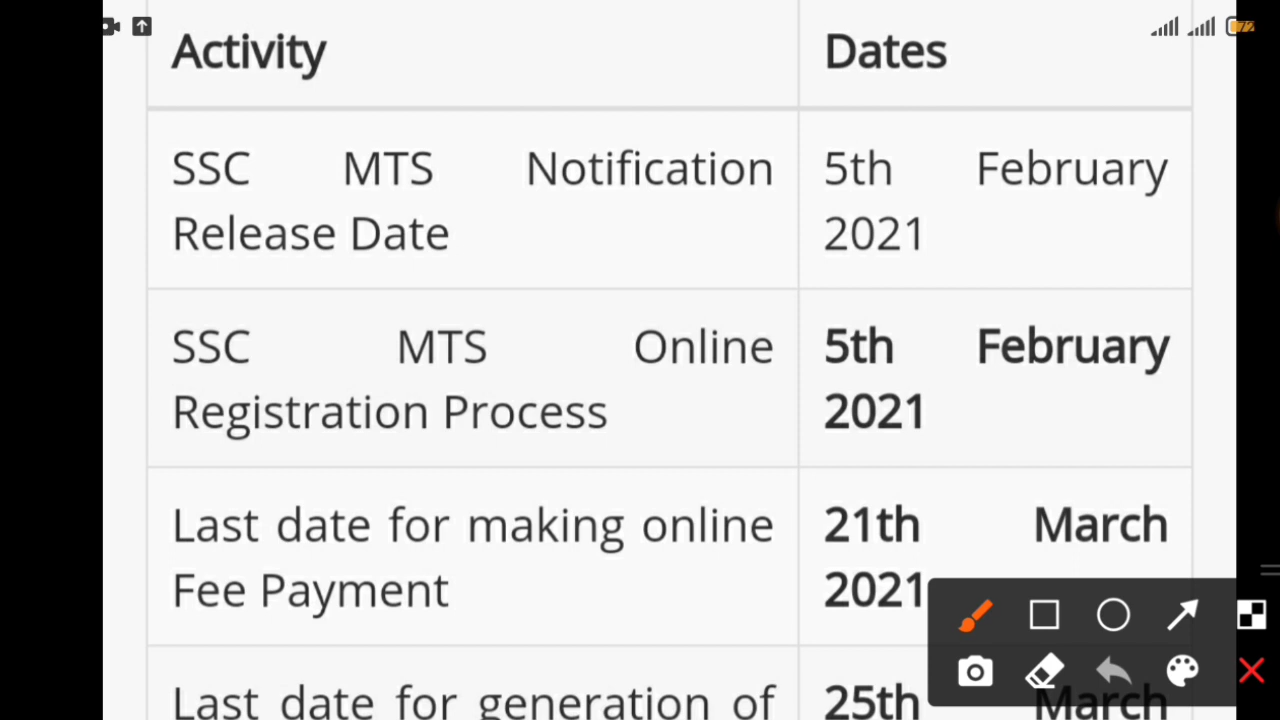 Activity Dates
SSC MTS Notification 5th February
Release Date 2021
SSC MTS Online 5th February
Registration Process 2021
Last date for making online 21th March
Fee Payment 2021
Last date for generation of 25th March
72